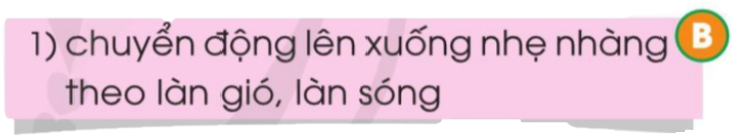 1) chuyển động lên xuống nhẹ nhàng B
theo làn gió, làn sóng